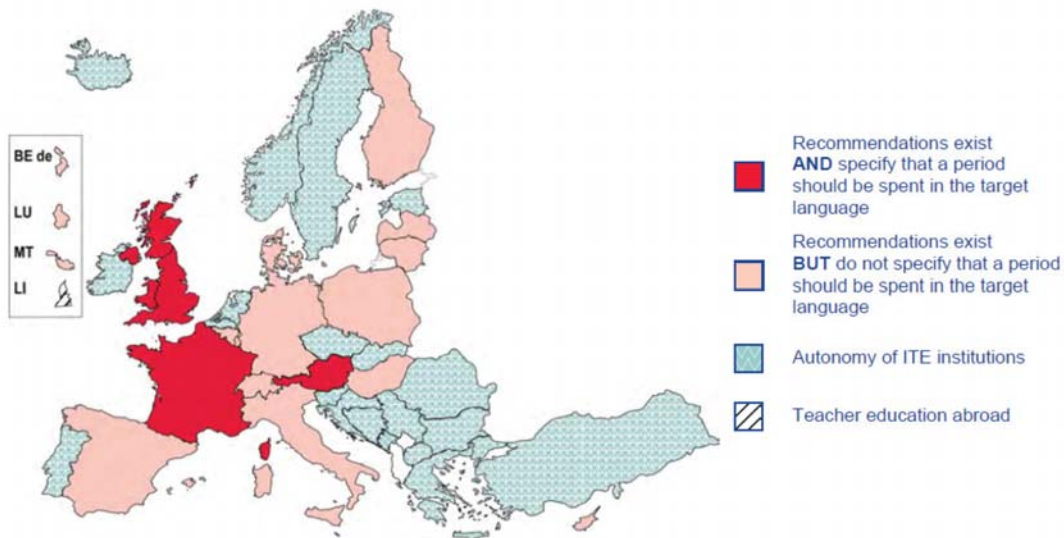 BE de
LU
MT
LI
Recommendations exist
AND specify that a period
should be spent in the target
language
Recommendations exist
BUT do not specify that a period
should be spent in the target
language
Autonomy of ITE institutions
Teacher education abroad